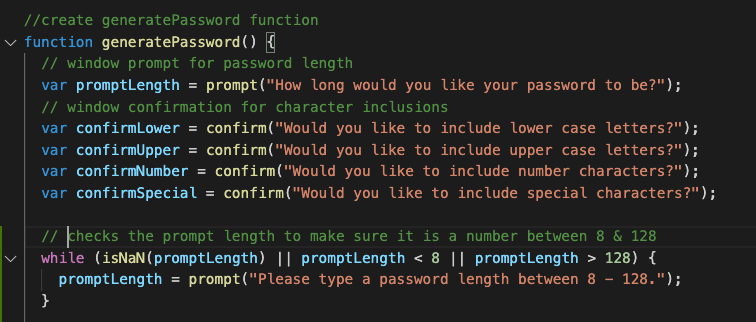 //create generatePassword function
function generatePassword() {
// window prompt for password length
var promptLength = prompt("How long would you like your password to be?");
// window confirmation for character inclusions
var confirmLower = confirm("Would you like to include lower case letters?");
var confirmUpper = confirm("Would you like to include upper case letters?");
var confirmNumber = confirm("Would you like to include number characters?");
var confirmSpecial = confirm("Would you like to include special characters?");
// checks the prompt length to make sure it is a number between 8 & 128
while (isNaN(promptLength) || promptLength < 8 || promptLength > 128) {
promptLength = prompt("Please type a password length between 8 - 128.");
}